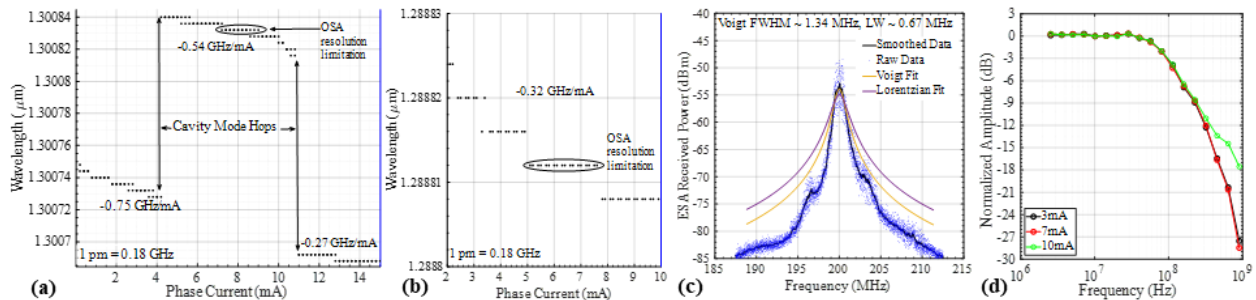 1.30084
1.30082
1.3008
1.30078
1.30076
1.30074
1.30072
1.3007
Wavelength (μm)
OSA
resolution
limitation
-0.54 GHz/mA
Cavity Mode Hops
-0.75 GHz/mA
-0.27 GHz/mA
1 pm = 0.18 GHz
0 2 4 6 8 10 12 14
Phase Current (mA)
(a)
1.28883
1.28882
1.28881
1.2888
Wavelength (μm)
-0.32 GHz/mA
OSA
resolution
limitation
1 pm = 0.18 GHz
2 3 4 5 6 7 8 9 10
Phase Current (mA)
(b)
-40
-45
-50
-55
-60
-65
-70
-75
-80
-85
ESA Received Power (dBm)
Voigt FWHM ~ 1.34 MHz, LW ~ 0.67 MHz
Smoothed Data
Raw Data
Voigt Fit
Lorentzian Fit
185 190 195 200 205 210 215
Frequency (MHz)
(c)
3
0
-3
-6
-9
-12
-15
-18
-21
-24
-27
-30
Normalized Amplitude (dB)
3mA
7mA
10mA
10^6 10^7 10^8 10^9
Frequency (Hz)
(d)